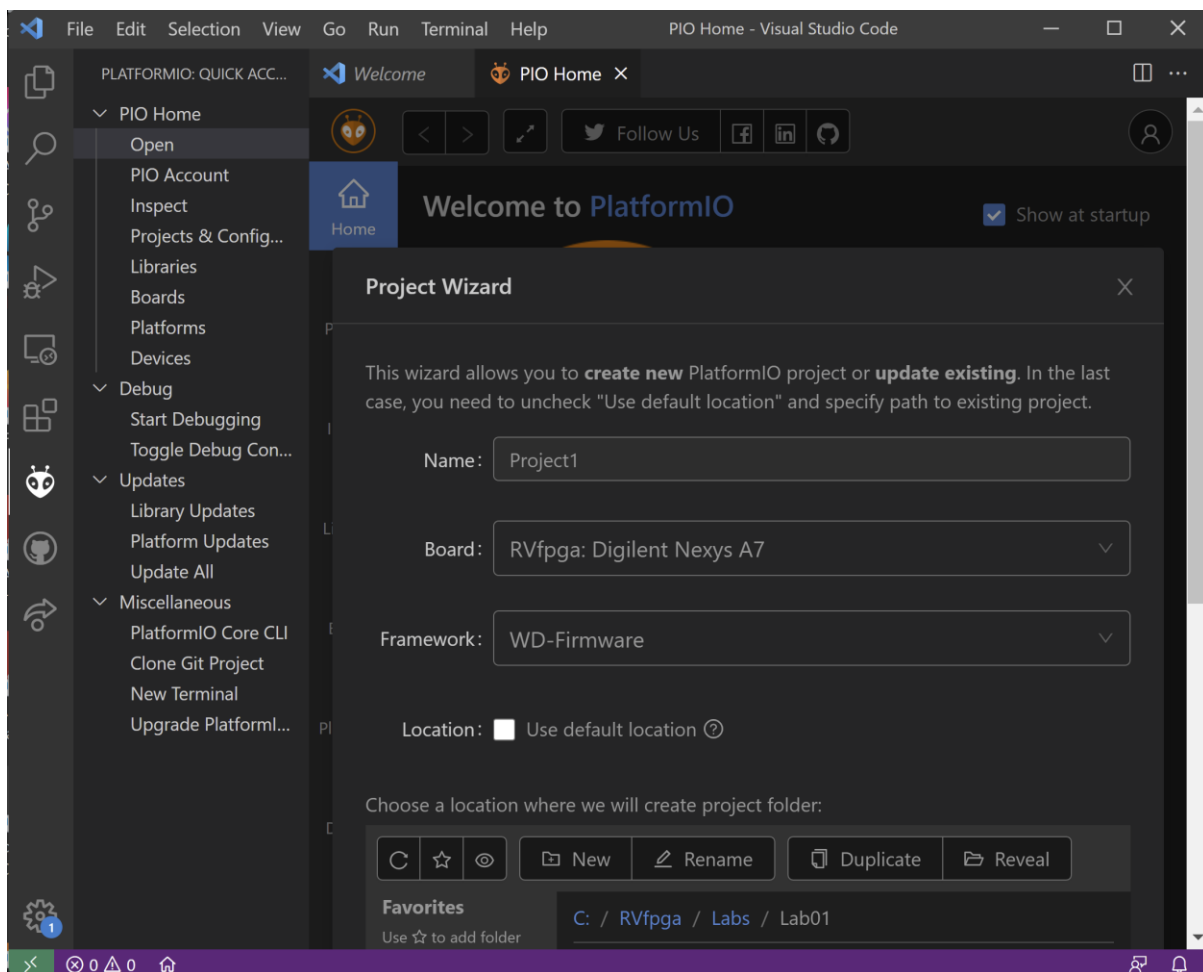 File Edit Selection View Go Run Terminal Help PIO Home - Visual Studio Code
PLATFORMIO: QUICK ACC...
Welcome
PIO Home
PIO Home
Open
PIO Account
Inspect
Projects & Config...
Libraries
Boards
Platforms
Devices
Debug
Start Debugging
Toggle Debug Con...
Updates
Library Updates
Platform Updates
Update All
Miscellaneous
PlatformIO Core CLI
Clone Git Project
New Terminal
Upgrade PlatformI...
Follow Us
Home
Welcome to PlatformIO
Show at startup
Project Wizard
This wizard allows you to create new PlatformIO project or update existing. In the last
case, you need to uncheck "Use default location" and specify path to existing project.
Name: Project1
Board: RVfpga: Digilent Nexys A7
Framework: WD-Firmware
Location: Use default location
Choose a location where we will create project folder:
New Rename Duplicate Reveal
Favorites
Use ☆ to add folder
C: / RVfpga / Labs / Lab01
1
0 0